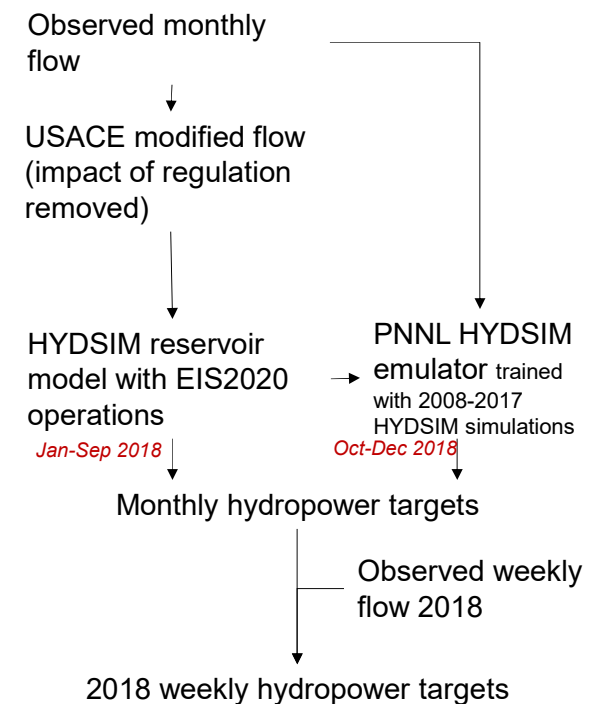 Observed monthly
flow
USACE modified flow
(impact of regulation
removed)
HYDSIM reservoir
model with EIS2020
operations
Jan-Sep 2018
PNNL HYDSIM
emulator trained
with 2008-2017
HYDSIM simulations
Oct-Dec 2018
Monthly hydropower targets
Observed weekly
flow 2018
2018 weekly hydropower targets